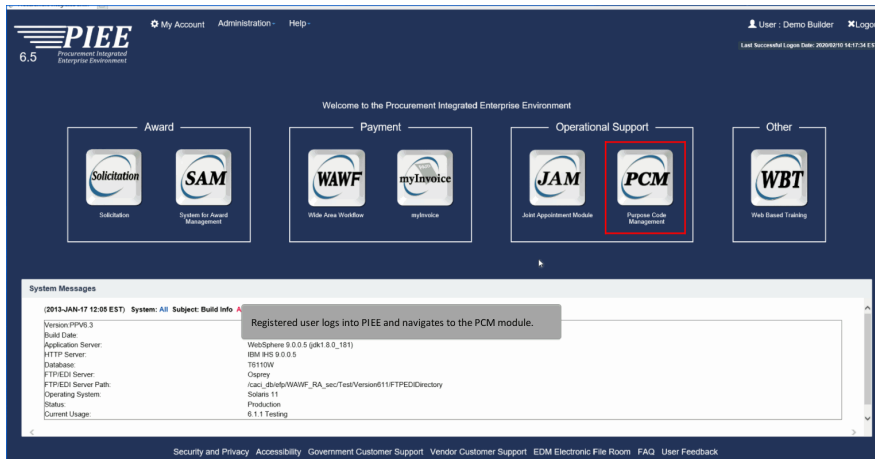 PIEE
Procurement Integrated
Enterprise Environment
6.5
My Account Administration Help
User : Demo Builder Logou
Last Successful Logon Date: 2020/02/10 14:17:34 EST
Welcome to the Procurement Integrated Enterprise Environment
Award
Payment
Operational Support
Other
Solicitation
SAM
WAWF
myInvoice
JAM
PCM
WBT
Solicitation
System for Award
Management
Wide Area Workflow
myInvoice
Joint Appointment Module
Purpose Code
Management
Web Based Training
System Messages
(2013-JAN-17 12:05 EST) System: All Subject: Build Info A
Registered user logs into PIEE and navigates to the PCM module.
Version:PPV6.3
Build Date:
Application Server: WebSphere 9.0.0.5 (jdk1.8.0_181)
HTTP Server: IBM IHS 9.0.0.5
Database: T6110W
FTP/EDI Server: Osprey
FTP/EDI Server Path: /caci_db/efp/WAWF_RA_sec/Test/Version611/FTPEDIDirectory
Operating System: Solaris 11
Status: Production
Current Usage: 6.1.1 Testing
Security and Privacy Accessibility Government Customer Support Vendor Customer Support EDM Electronic File Room FAQ User Feedback